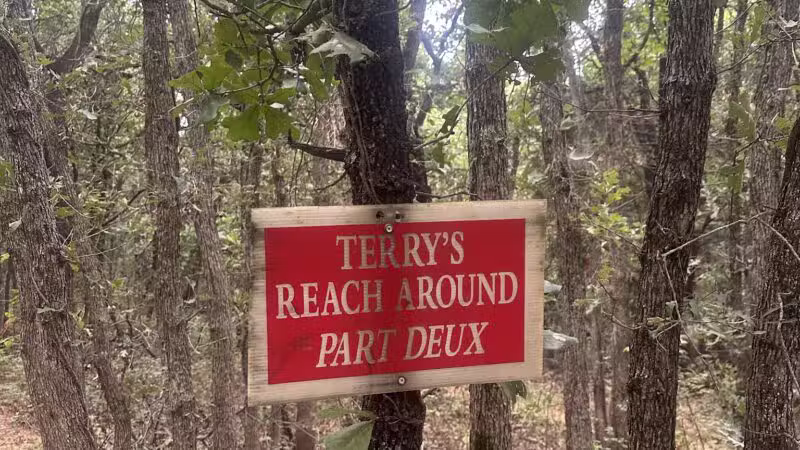 TERRY'S
REACH AROUND
PART DEUX